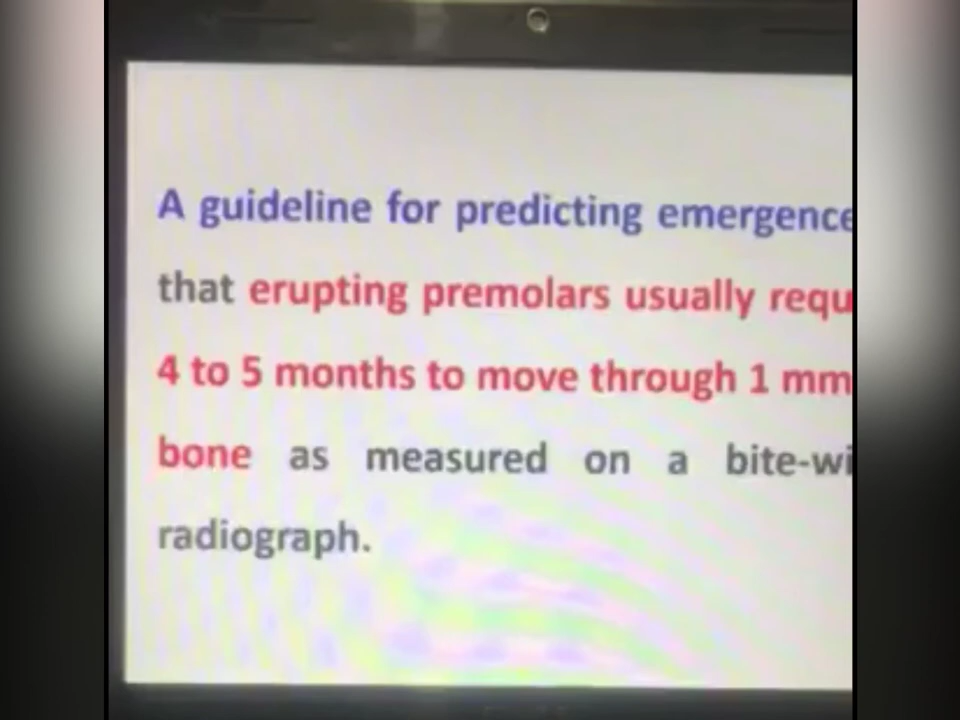 A guideline for predicting emergence
that erupting premolars usually requ
4 to 5 months to move through 1 mm
bone as measured on a bite-wi
radiograph.